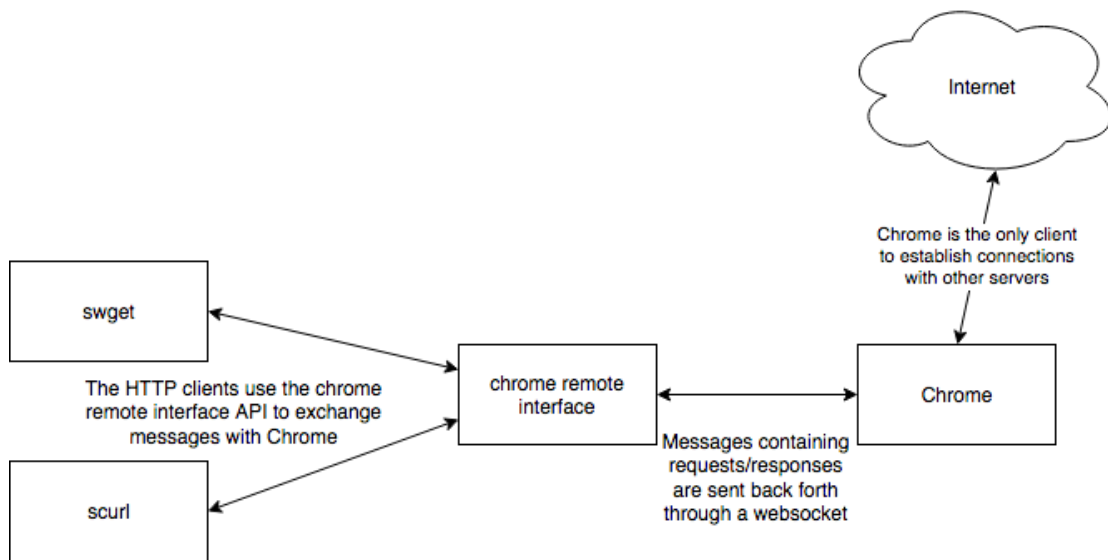 Internet
Chrome is the only client
to establish connections
with other servers
swget
The HTTP clients use the chrome
remote interface API to exchange
messages with Chrome
scurl
chrome remote
interface
Messages containing
requests/responses
are sent back forth
through a websocket
Chrome